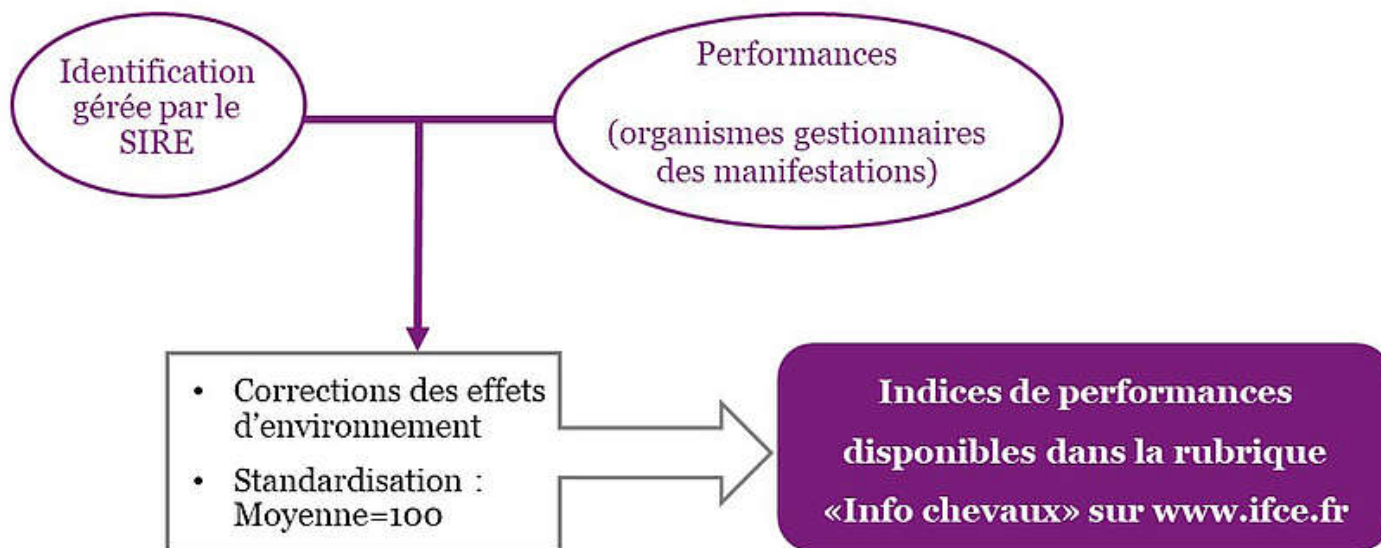 Identification
gérée par le
SIRE
Performances
(organismes gestionnaires
des manifestations)
• Corrections des effets
d’environnement
• Standardisation :
Moyenne=100
Indices de performances
disponibles dans la rubrique
«Info chevaux» sur www.ifce.fr